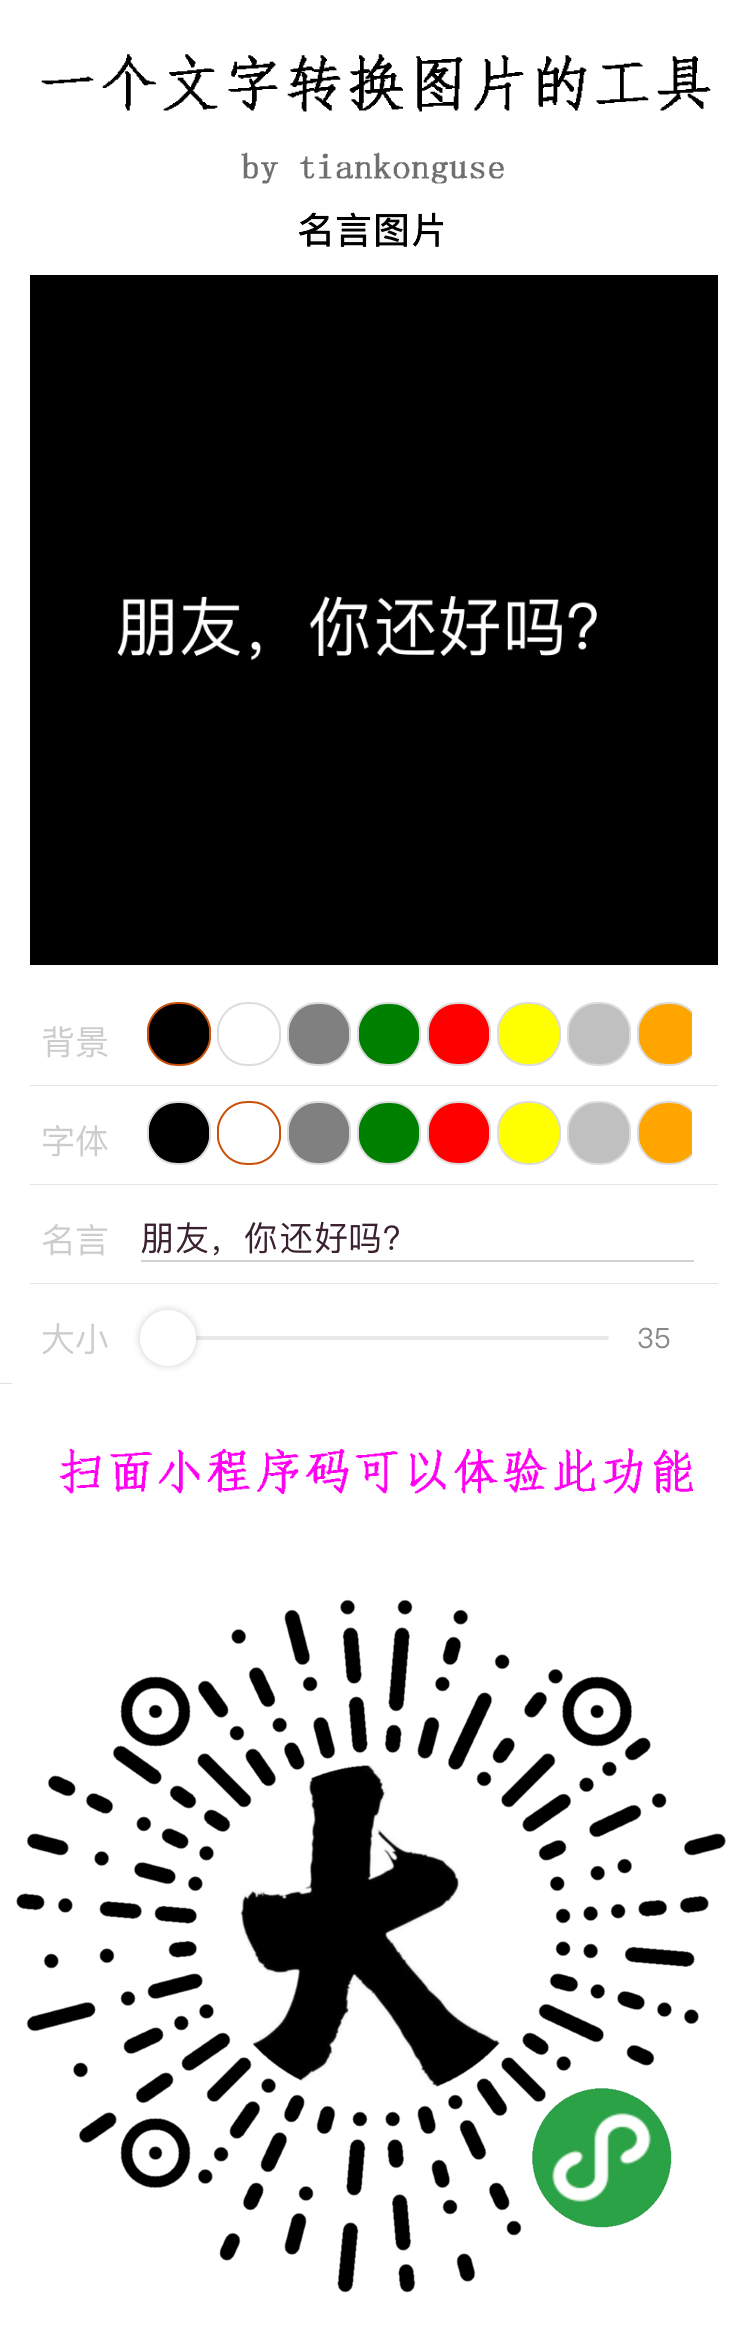 一个文字转换图片的工具
by tiankonguse
名言图片
朋友，你还好吗？
背景
字体
名言 朋友，你还好吗？
大小 35
扫面小程序码可以体验此功能
大